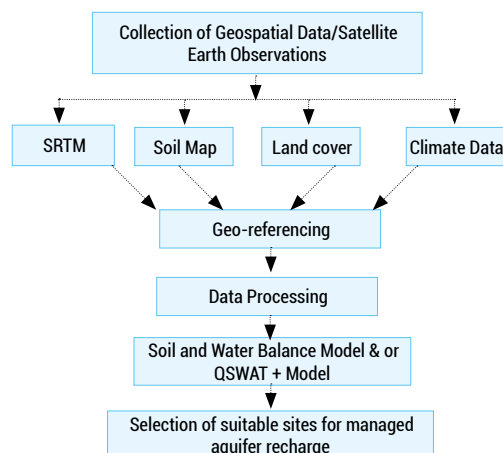 Collection of Geospatial Data/Satellite
Earth Observations
SRTM
Soil Map
Land cover
Climate Data
Geo-referencing
Data Processing
Soil and Water Balance Model & or
QSWAT + Model
Selection of suitable sites for managed
aquifer recharge